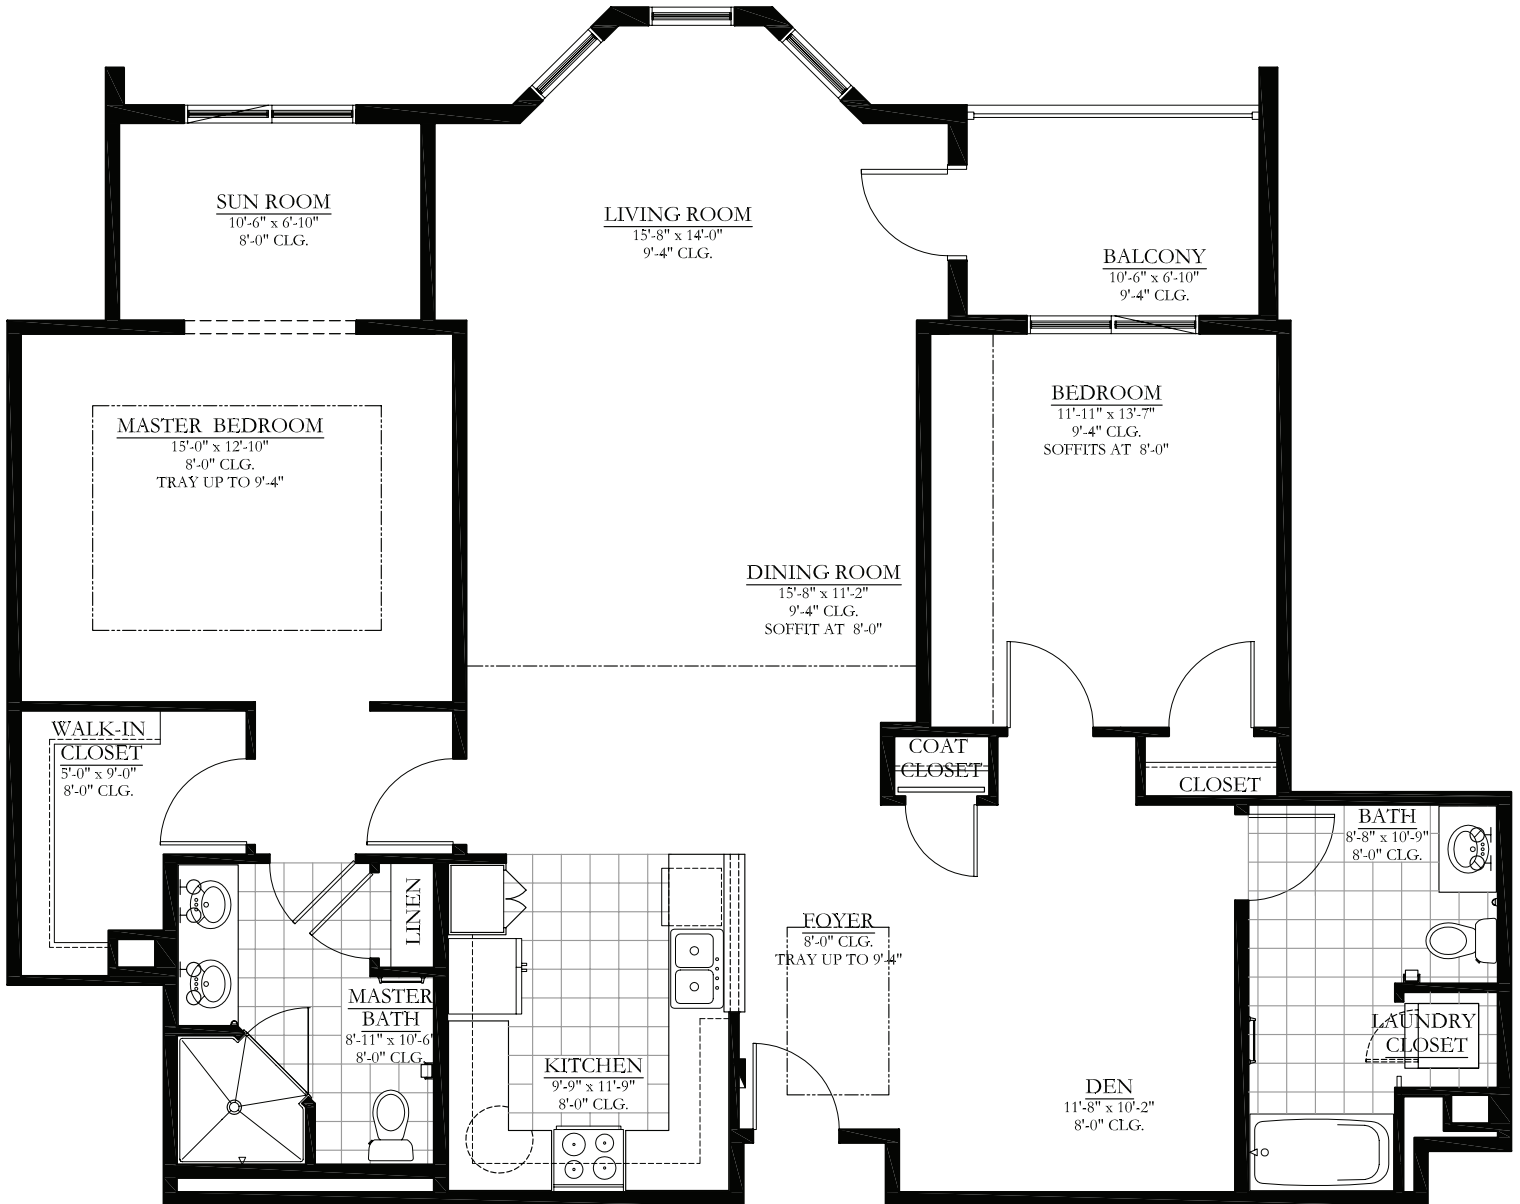 SUN ROOM
10'-6" x 6'-10"
8'-0" CLG.
LIVING ROOM
15'-8" x 14'-0"
9'-4" CLG.
BALCONY
10'-6" x 6'-10"
9'-4" CLG.
MASTER BEDROOM
15'-0" x 12'-10"
8'-0" CLG.
TRAY UP TO 9'-4"
BEDROOM
11'-11" x 13'-7"
9'-4" CLG.
SOFFITS AT 8'-0"
DINING ROOM
15'-8" x 11'-2"
9'-4" CLG.
SOFFIT AT 8'-0"
WALK-IN
CLOSET
5'-0" x 9'-0"
8'-0" CLG.
COAT
CLOSET
CLOSET
BATH
8'-8" x 10'-9"
8'-0" CLG.
LINEN
FOYER
8'-0" CLG.
TRAY UP TO 9'-4"
MASTER
BATH
8'-11" x 10'-6"
8'-0" CLG.
KITCHEN
9'-9" x 11'-9"
8'-0" CLG.
LAUNDRY
CLOSET
DEN
11'-8" x 10'-2"
8'-0" CLG.